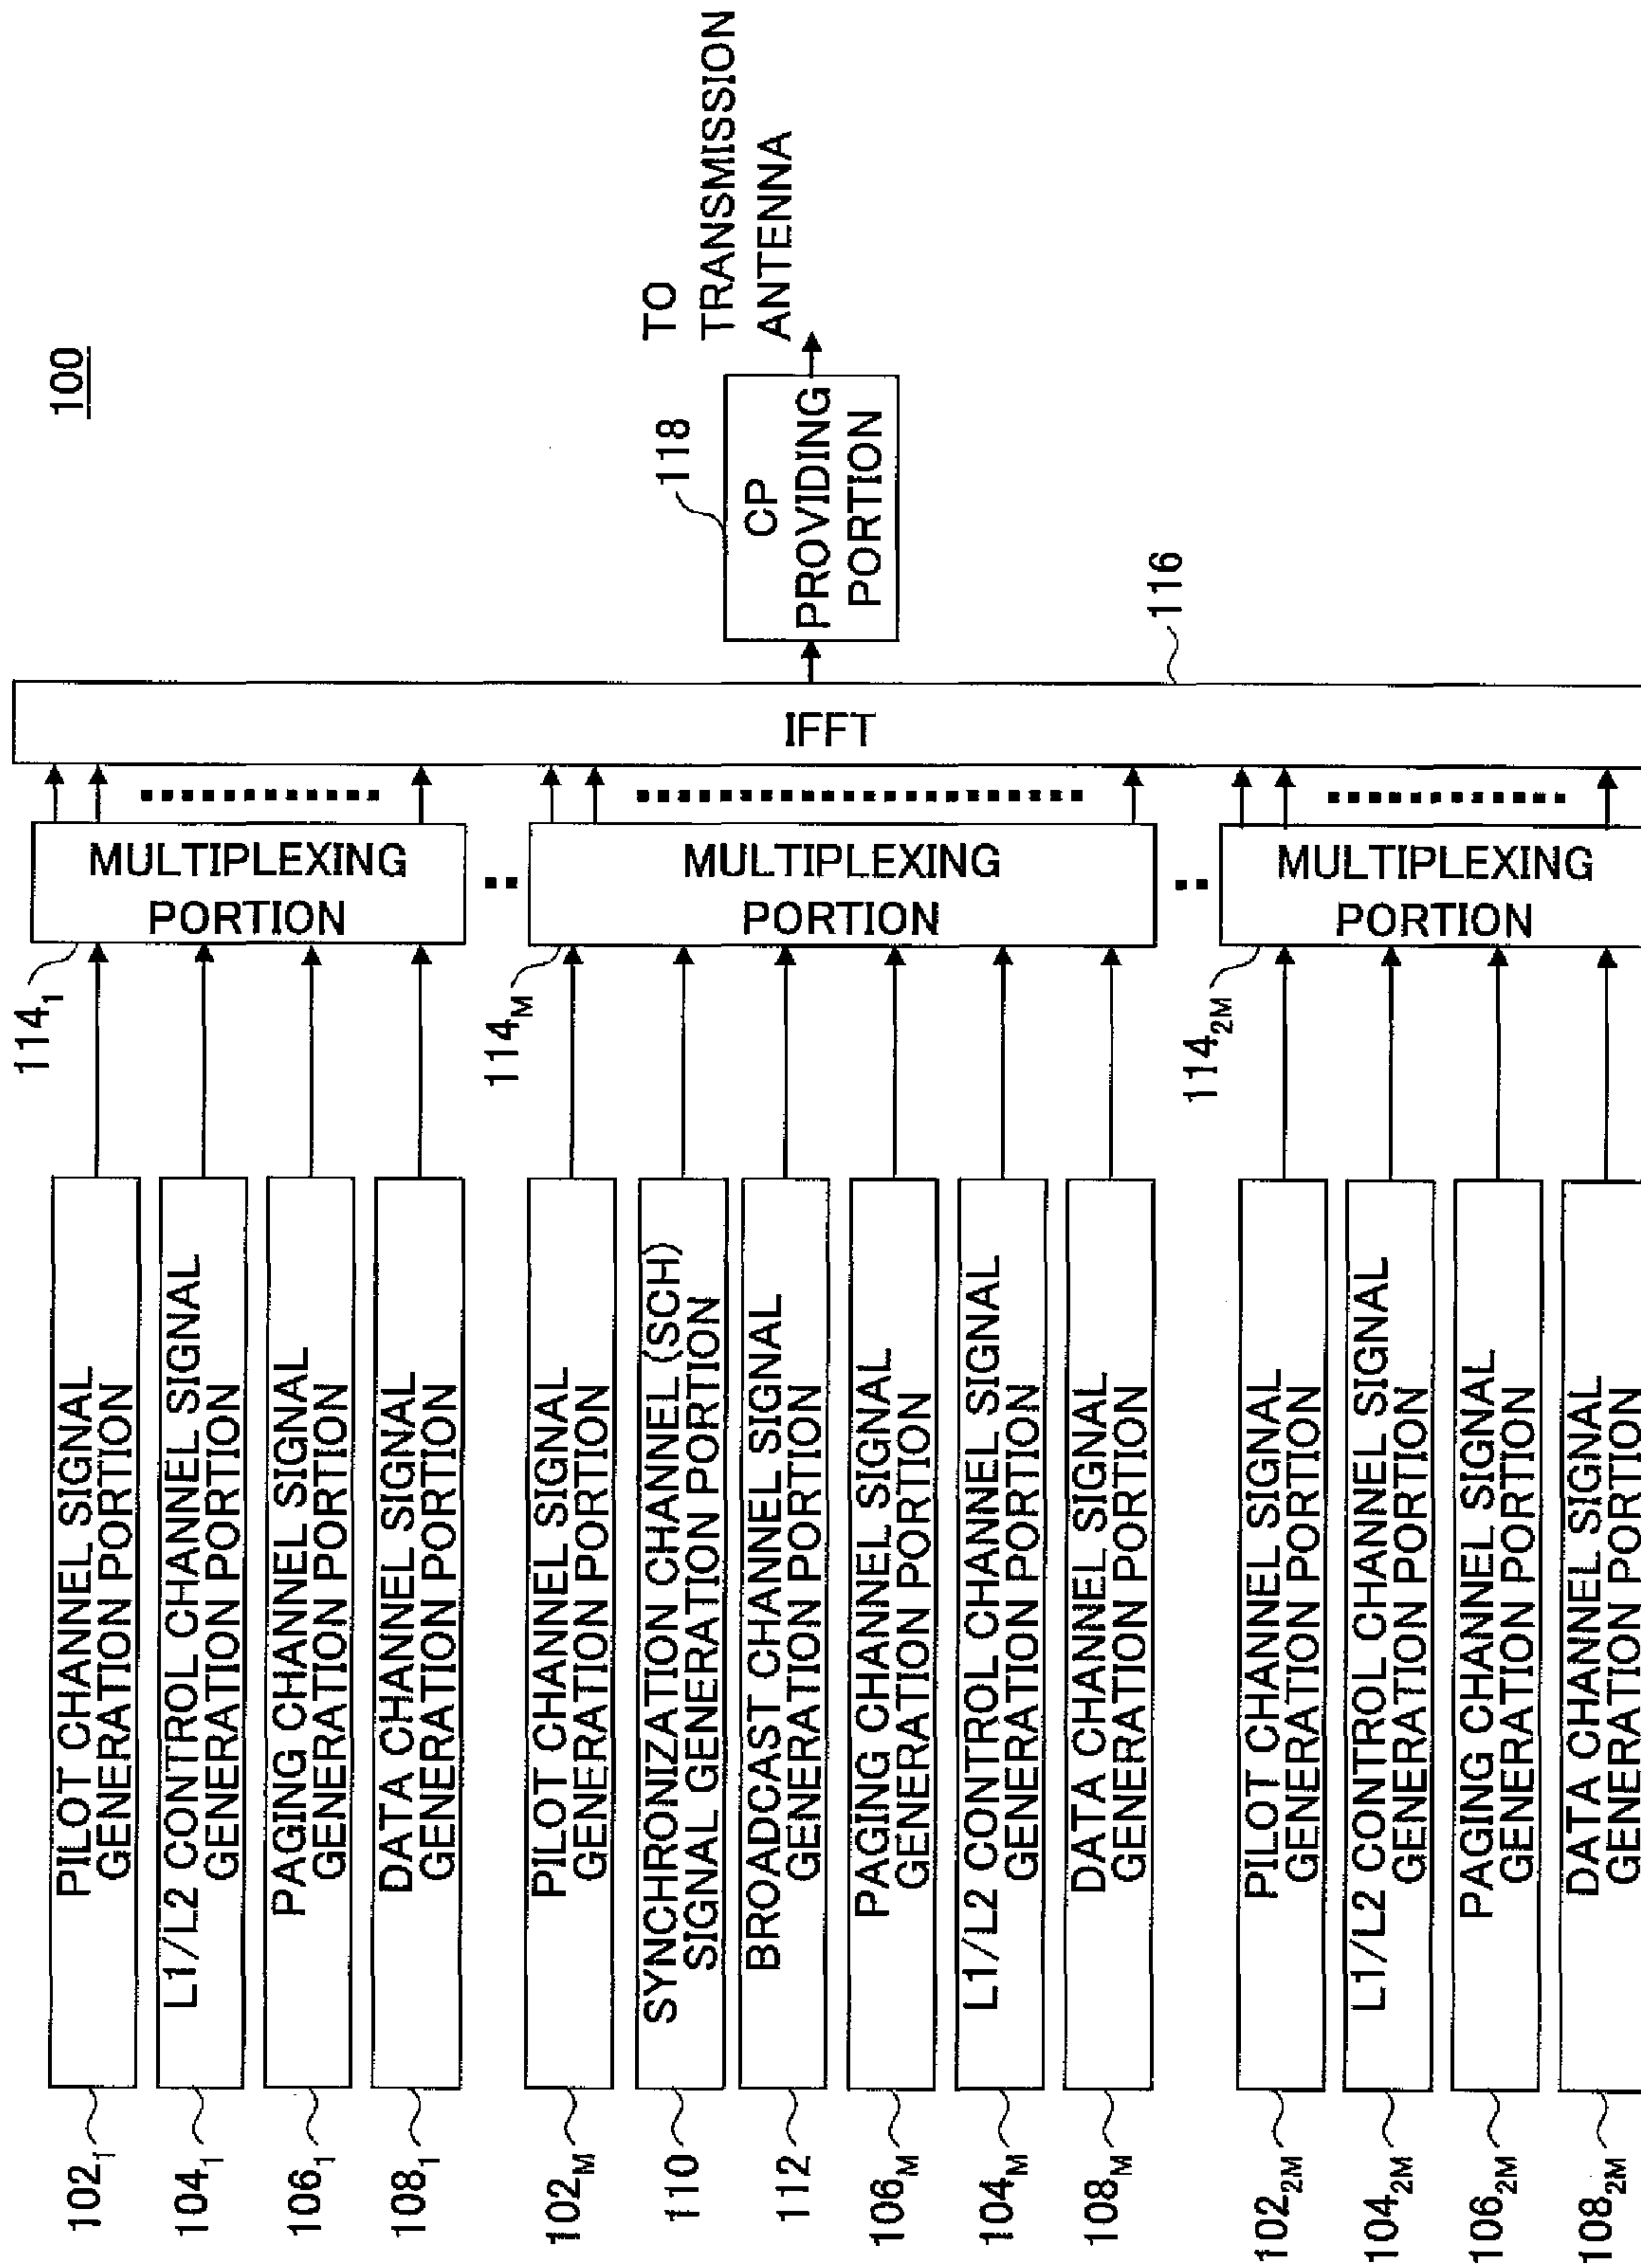 100
102₁
PILOT CHANNEL SIGNAL
GENERATION PORTION
104₁
L1/L2 CONTROL CHANNEL SIGNAL
GENERATION PORTION
106₁
PAGING CHANNEL SIGNAL
GENERATION PORTION
108₁
DATA CHANNEL SIGNAL
GENERATION PORTION
114₁
MULTIPLEXING
PORTION
102M
PILOT CHANNEL SIGNAL
GENERATION PORTION
110
SYNCHRONIZATION CHANNEL (SCH)
SIGNAL GENERATION PORTION
112
BROADCAST CHANNEL SIGNAL
GENERATION PORTION
106M
PAGING CHANNEL SIGNAL
GENERATION PORTION
104M
L1/L2 CONTROL CHANNEL SIGNAL
GENERATION PORTION
108M
DATA CHANNEL SIGNAL
GENERATION PORTION
114M
MULTIPLEXING
PORTION
1022M
PILOT CHANNEL SIGNAL
GENERATION PORTION
1042M
L1/L2 CONTROL CHANNEL SIGNAL
GENERATION PORTION
1062M
PAGING CHANNEL SIGNAL
GENERATION PORTION
1082M
DATA CHANNEL SIGNAL
GENERATION PORTION
1142M
MULTIPLEXING
PORTION
IFFT
116
118
CP
PROVIDING
PORTION
TO
TRANSMISSION
ANTENNA